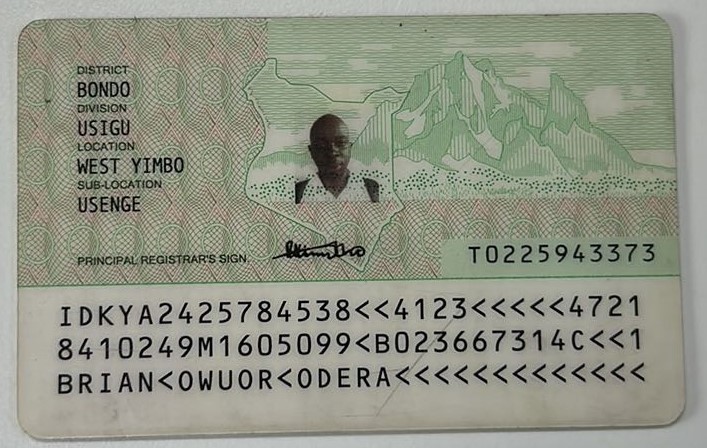 DISTRICT
BONDO
DIVISION
USIGU
LOCATION
WEST YIMBO
SUB-LOCATION
USENGE
PRINCIPAL REGISTRAR'S SIGN.
T0225943373
IDKYA2425784538<<4123<<<<<4721
8410249M1605099<B023667314C<<1
BRIAN<OWUOR<ODERA<<<<<<<<<<<<<